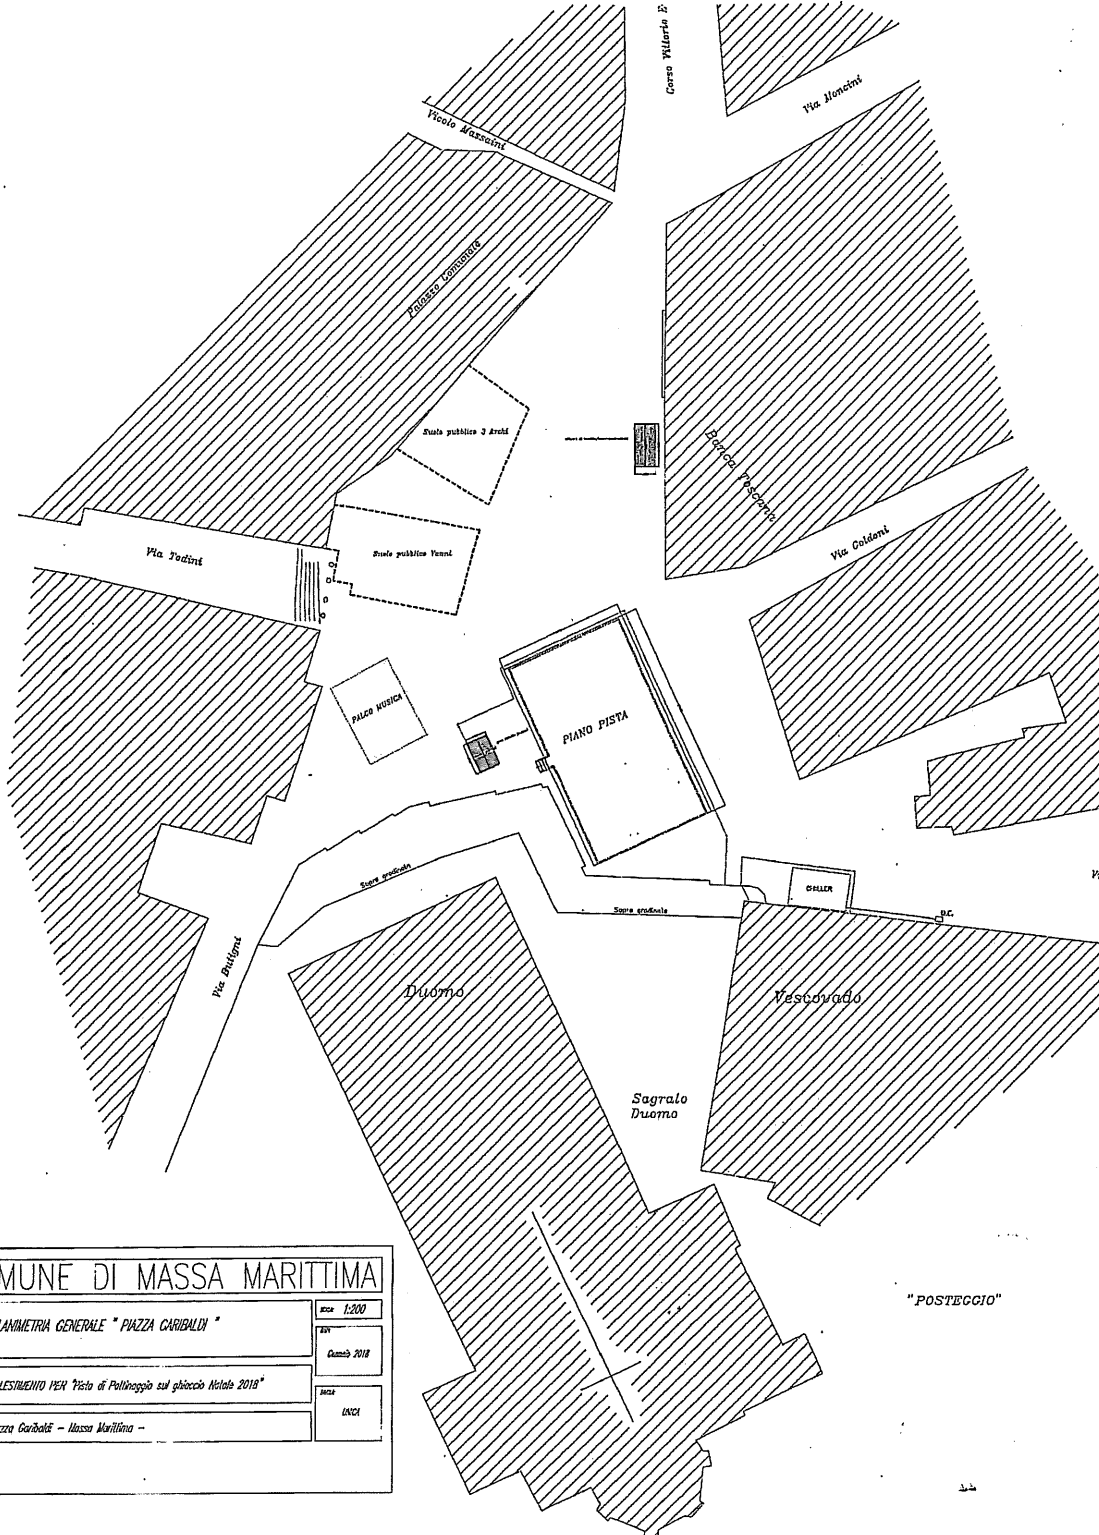 Corso Vittorio E
Via Moncini
Vicolo Massaini
Palazzo Comunale
Suolo pubblico 3 Archi
Banca Toscana
Via Goldoni
Via Todini
Suolo pubblico Vanni
PALCO MUSICA
PIANO PISTA
Sopra gradinata
CHILLER
Sopra gradinata
Via Butigni
Duomo
Vescovado
Sagrato
Duomo
"POSTEGGIO"
MUNE DI MASSA MARITTIMA
ANIMETRIA GENERALE " PIAZZA GARIBALDI "
1:200
2018
LESTIMENTO PER "Pista di Pattinaggio sul ghiaccio Natale 2018"
UNICA
zza Garibaldi - Massa Marittima -